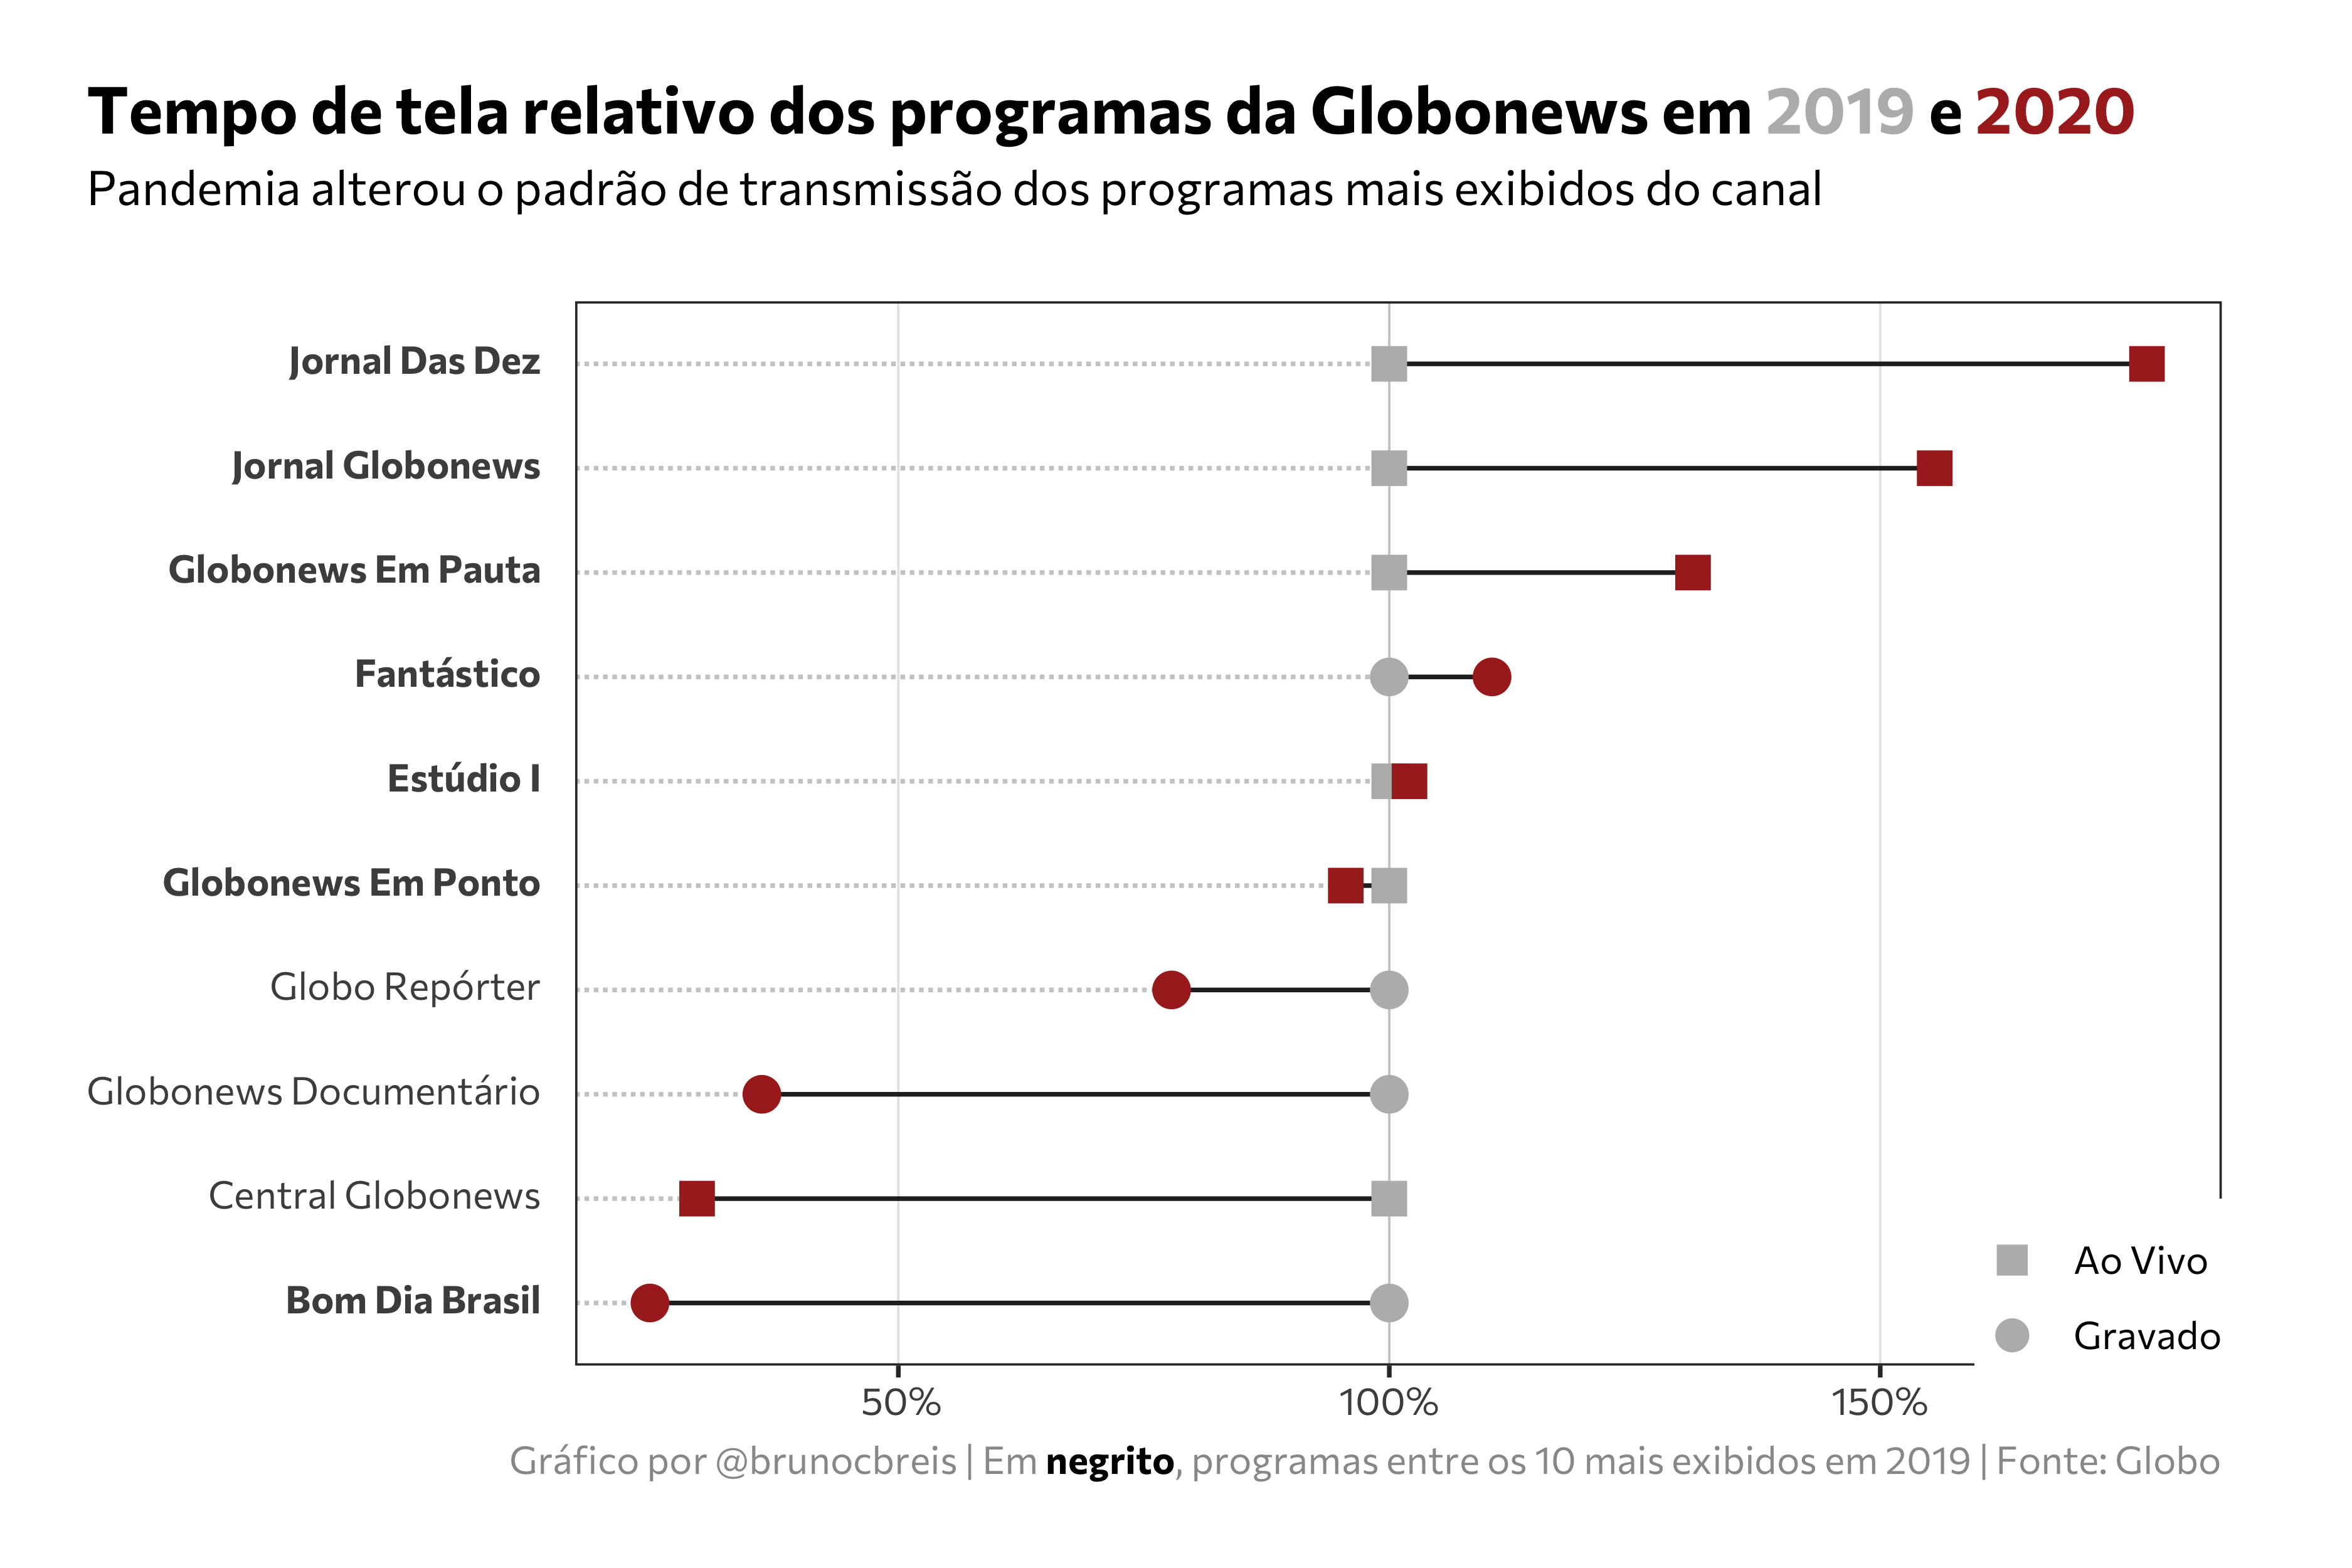 Tempo de tela relativo dos programas da Globonews em 2019 e 2020
Pandemia alterou o padrão de transmissão dos programas mais exibidos do canal
Jornal Das Dez
Jornal Globonews
Globonews Em Pauta
Fantástico
Estúdio I
Globonews Em Ponto
Globo Repórter
Globonews Documentário
Central Globonews
Bom Dia Brasil
Ao Vivo
Gravado
50%
100%
150%
Gráfico por @brunocbreis | Em negrito, programas entre os 10 mais exibidos em 2019 | Fonte: Globo